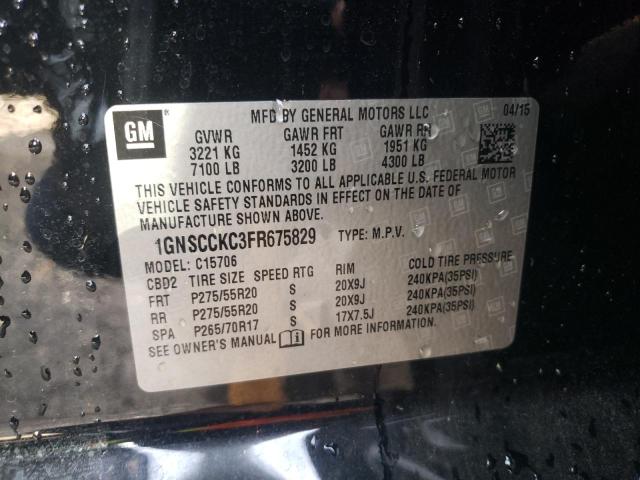 GM
MFD BY GENERAL MOTORS LLC 04/15
GVWR GAWR FRT GAWR RR
3221 KG 1452 KG 1951 KG
7100 LB 3200 LB 4300 LB
THIS VEHICLE CONFORMS TO ALL APPLICABLE U.S. FEDERAL MOTOR
VEHICLE SAFETY STANDARDS IN EFFECT ON THE DATE OF
MANUFACTURE SHOWN ABOVE.
1GNSCCKC3FR675829 TYPE: M.P.V.
MODEL: C15706
CBD2 TIRE SIZE SPEED RTG RIM COLD TIRE PRESSURE
FRT P275/55R20 S 20X9J 240KPA(35PSI)
RR P275/55R20 S 20X9J 240KPA(35PSI)
SPA P265/70R17 S 17X7.5J 240KPA(35PSI)
SEE OWNER'S MANUAL FOR MORE INFORMATION.